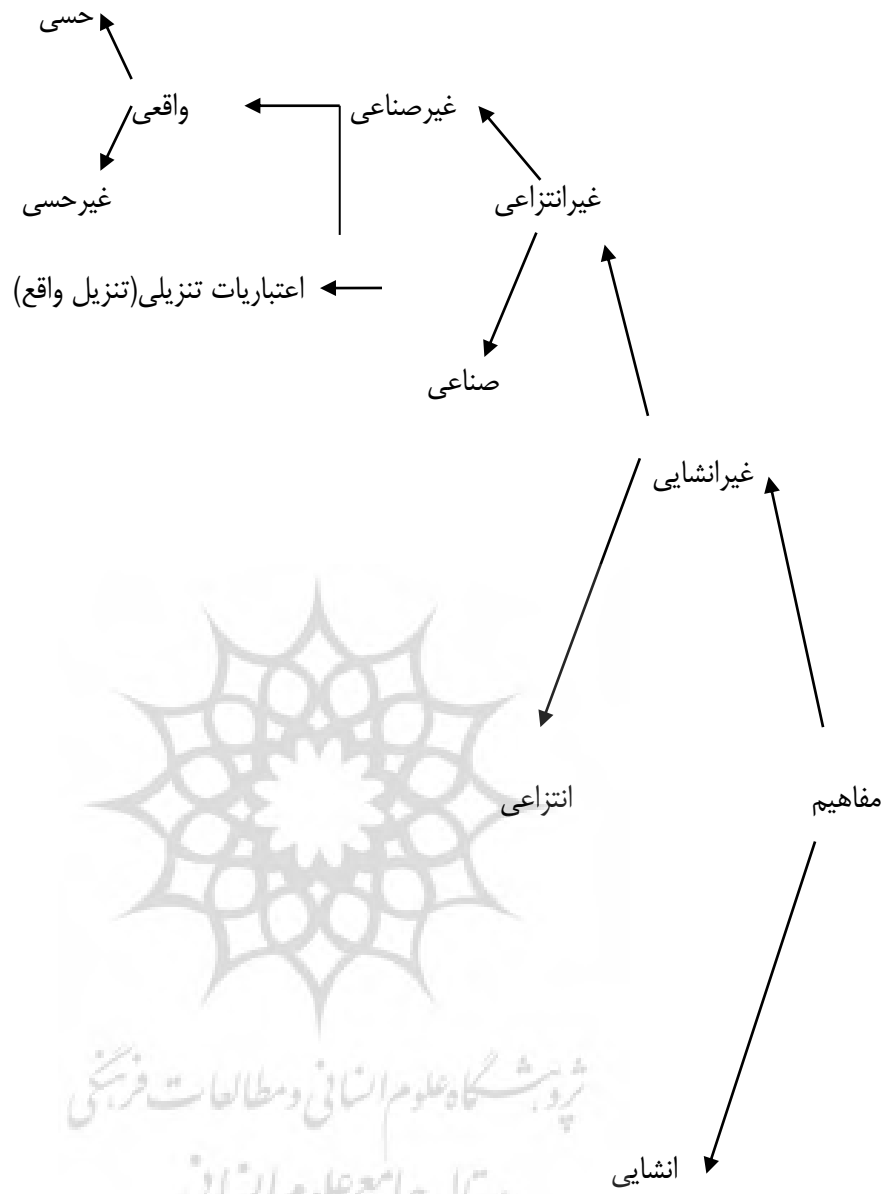 حسی
غیرصناعی
واقعی
غیرانتزاعی
غیرحسی
اعتباریات تنزیلی(تنزیل واقع)
صناعی
غیرانشایی
مفاهیم
انتزاعی
پژوهشگاه علوم انسانی و مطالعات فرهنگی
انشایی